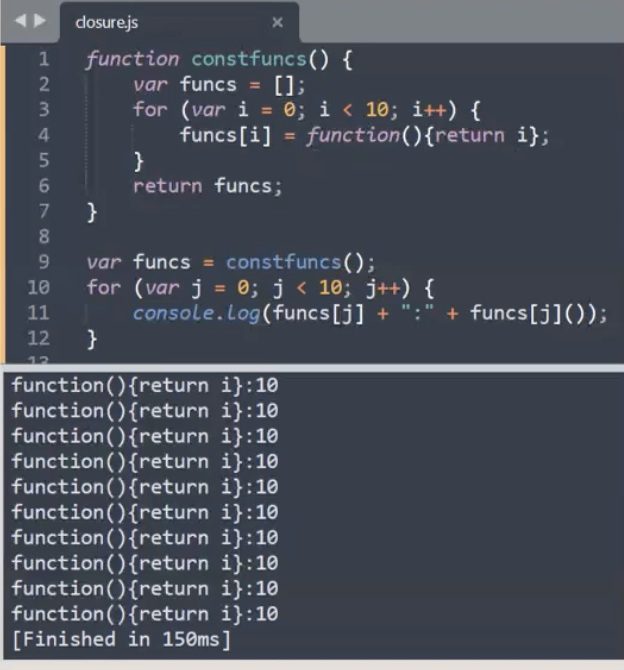 closure.js
1 function constfuncs() {
2 var funcs = [];
3 for (var i = 0; i < 10; i++) {
4 funcs[i] = function(){return i};
5 }
6 return funcs;
7 }
8
9 var funcs = constfuncs();
10 for (var j = 0; j < 10; j++) {
11 console.log(funcs[j] + ":" + funcs[j]());
12 }
13
function(){return i}:10
function(){return i}:10
function(){return i}:10
function(){return i}:10
function(){return i}:10
function(){return i}:10
function(){return i}:10
function(){return i}:10
function(){return i}:10
function(){return i}:10
[Finished in 150ms]